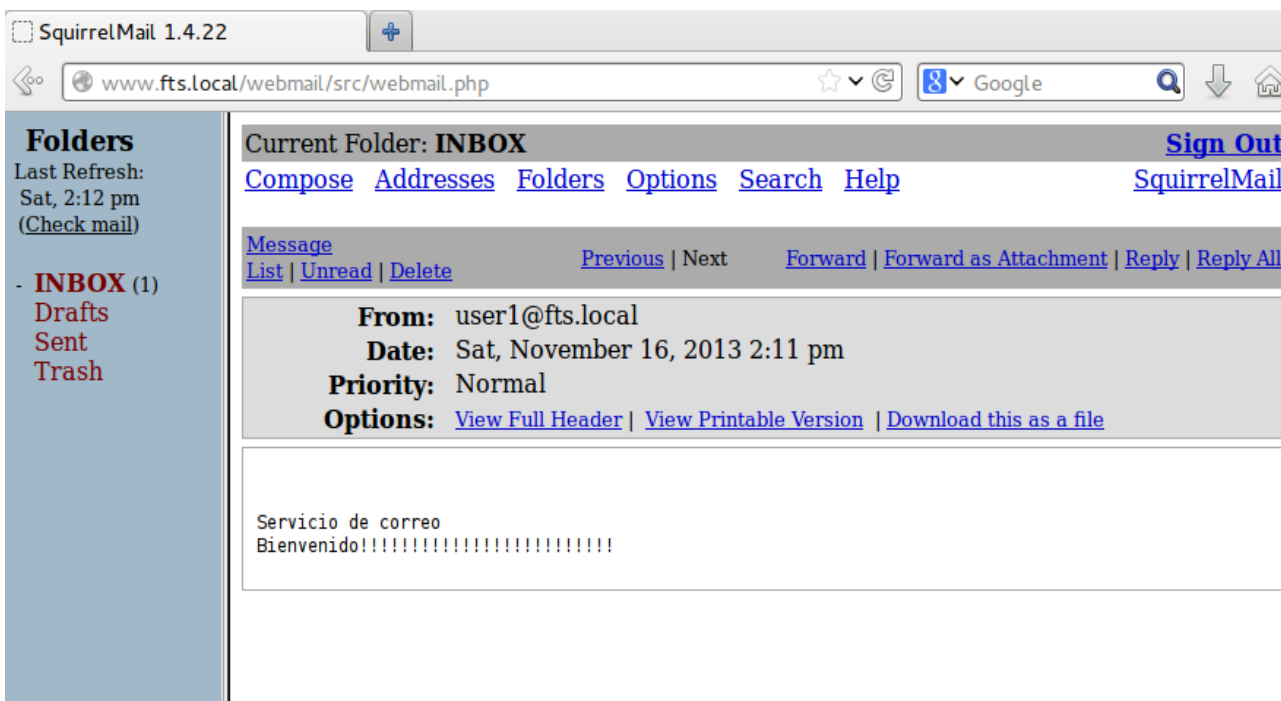 SquirrelMail 1.4.22
www.fts.local/webmail/src/webmail.php
8 Google
Folders
Last Refresh:
Sat, 2:12 pm
(Check mail)
- INBOX (1)
Drafts
Sent
Trash
Current Folder: INBOX Sign Out
Compose Addresses Folders Options Search Help SquirrelMail
Message
List | Unread | Delete Previous | Next Forward | Forward as Attachment | Reply | Reply All
From: user1@fts.local
Date: Sat, November 16, 2013 2:11 pm
Priority: Normal
Options: View Full Header | View Printable Version | Download this as a file
Servicio de correo
Bienvenido!!!!!!!!!!!!!!!!!!!!!!!!!